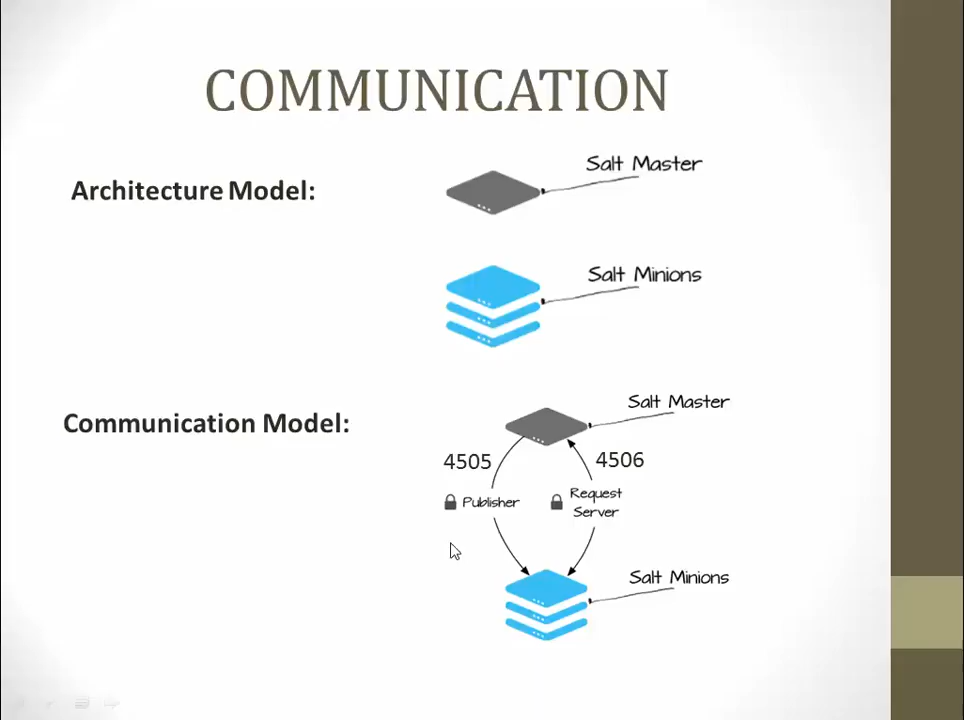 COMMUNICATION
Architecture Model:
Salt Master
Salt Minions
Communication Model:
Salt Master
4505
4506
Publisher
Request
Server
Salt Minions